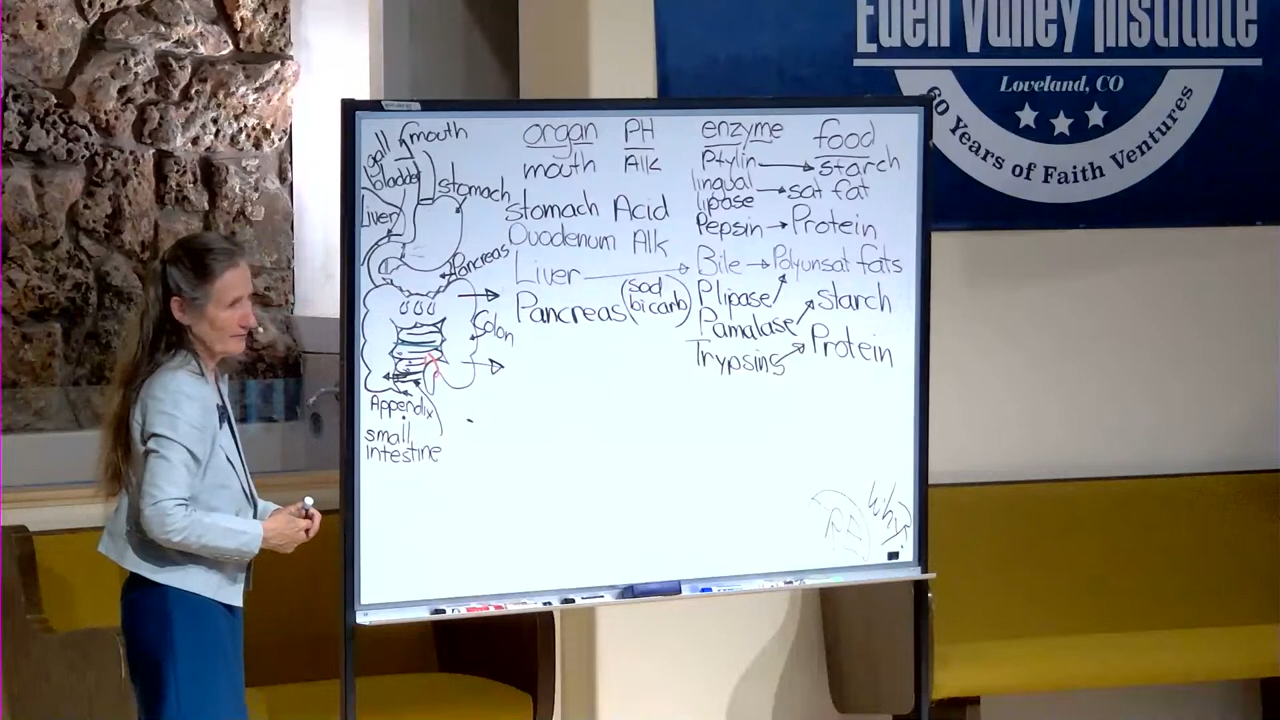 Eden Valley Institute
Loveland, CO
60 Years of Faith Ventures
gall bladder
mouth
stomach
Liver
Pancreas
Colon
Appendix
small intestine
organ PH enzyme food
mouth Alk Ptylin → starch
lingual lipase → sat fat
stomach Acid Pepsin → Protein
Duodenum Alk
Liver → Bile → Polyunsat fats
Pancreas (sod bicarb) Plipase
Pamalase → starch
Trypsing → Protein
Why?